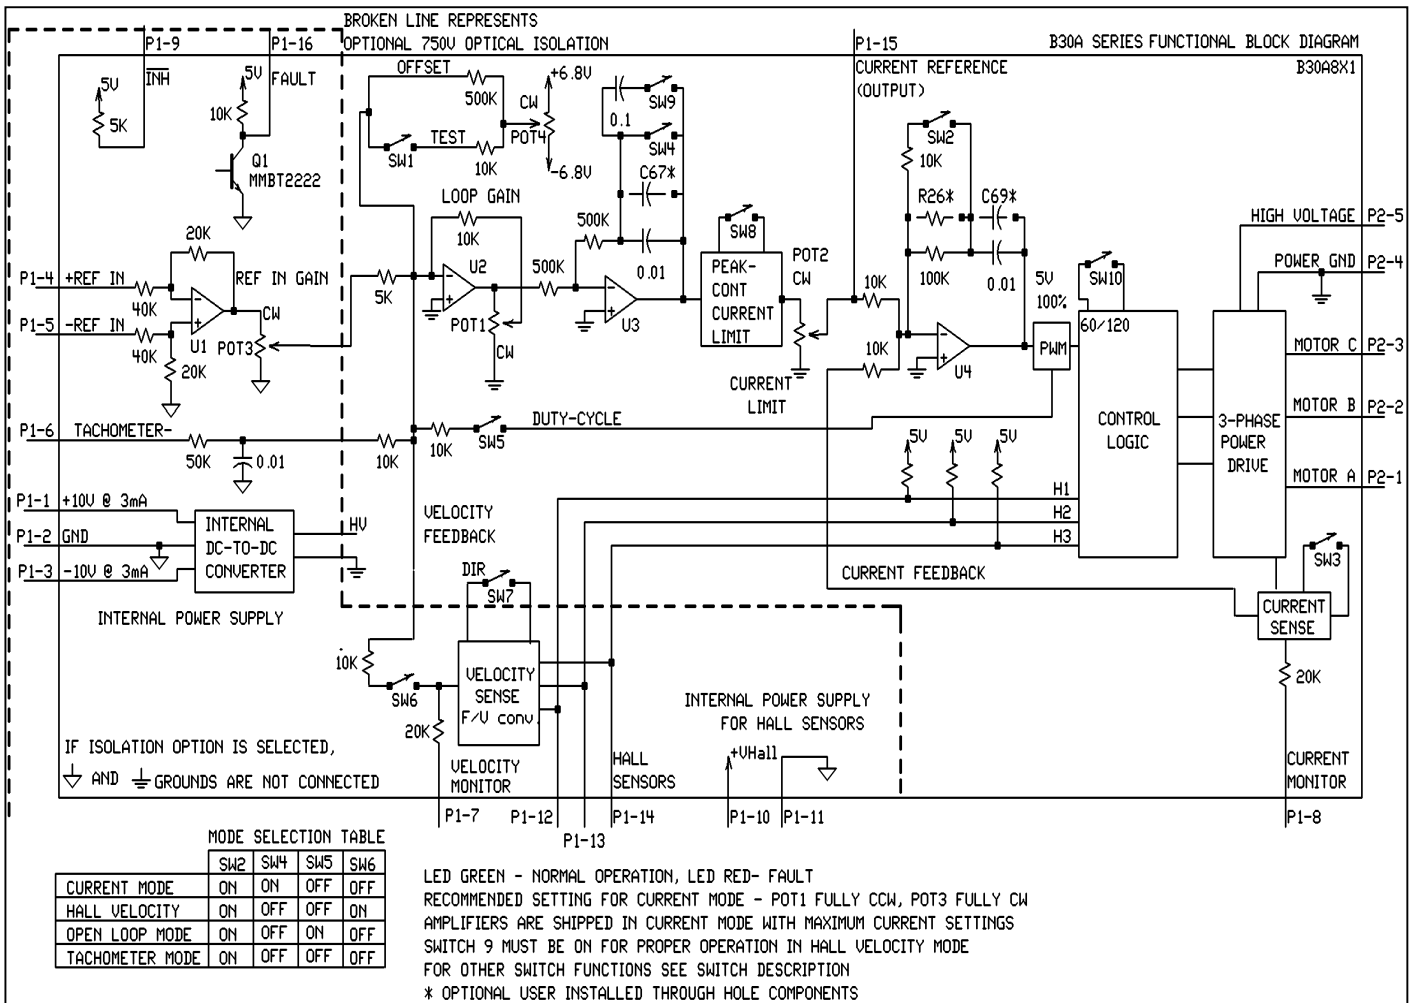 BROKEN LINE REPRESENTS
OPTIONAL 750V OPTICAL ISOLATION
B30A SERIES FUNCTIONAL BLOCK DIAGRAM
B30A8X1
P1-9
P1-16
P1-15
INH
FAULT
5V
5K
5V
10K
Q1
MMBT2222
OFFSET
500K
SW1
TEST
10K
CW
POT4
+6.8V
-6.8V
SW9
0.1
SW4
C67*
0.01
CURRENT REFERENCE
(OUTPUT)
SW2
10K
R26*
C69*
100K
0.01
HIGH VOLTAGE
P2-5
POWER GND
P2-4
MOTOR C
P2-3
MOTOR B
P2-2
MOTOR A
P2-1
P1-4
+REF IN
40K
P1-5
-REF IN
40K
20K
20K
U1
REF IN GAIN
CW
POT3
5K
LOOP GAIN
10K
U2
POT1
CW
500K
500K
U3
SW8
PEAK-
CONT
CURRENT
LIMIT
POT2
CW
CURRENT
LIMIT
10K
10K
U4
5V
100%
PWM
SW10
60/120
CONTROL
LOGIC
3-PHASE
POWER
DRIVE
P1-6
TACHOMETER-
50K
0.01
10K
10K
SW5
DUTY-CYCLE
5V
5V
5V
H1
H2
H3
P1-1
+10V @ 3mA
P1-2
GND
P1-3
-10V @ 3mA
INTERNAL
DC-TO-DC
CONVERTER
HV
INTERNAL POWER SUPPLY
VELOCITY
FEEDBACK
DIR
SW7
CURRENT FEEDBACK
SW3
CURRENT
SENSE
20K
10K
SW6
VELOCITY
SENSE
F/V conv.
20K
VELOCITY
MONITOR
HALL
SENSORS
INTERNAL POWER SUPPLY
FOR HALL SENSORS
+VHall
CURRENT
MONITOR
IF ISOLATION OPTION IS SELECTED,
AND
GROUNDS ARE NOT CONNECTED
P1-7
P1-12
P1-13
P1-14
P1-10
P1-11
P1-8
MODE SELECTION TABLE
SW2 SW4 SW5 SW6
CURRENT MODE ON ON OFF OFF
HALL VELOCITY ON OFF OFF ON
OPEN LOOP MODE ON OFF ON OFF
TACHOMETER MODE ON OFF OFF OFF
LED GREEN - NORMAL OPERATION, LED RED- FAULT
RECOMMENDED SETTING FOR CURRENT MODE - POT1 FULLY CCW, POT3 FULLY CW
AMPLIFIERS ARE SHIPPED IN CURRENT MODE WITH MAXIMUM CURRENT SETTINGS
SWITCH 9 MUST BE ON FOR PROPER OPERATION IN HALL VELOCITY MODE
FOR OTHER SWITCH FUNCTIONS SEE SWITCH DESCRIPTION
* OPTIONAL USER INSTALLED THROUGH HOLE COMPONENTS